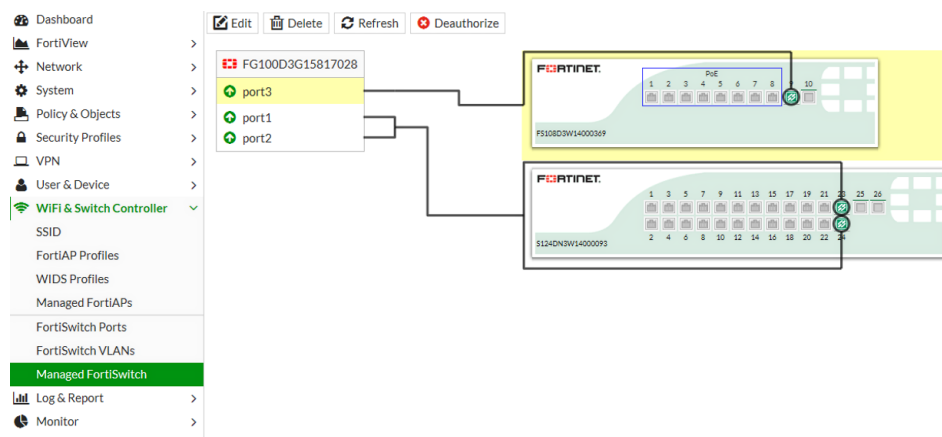 Dashboard
FortiView
Network
System
Policy & Objects
Security Profiles
VPN
User & Device
WiFi & Switch Controller
SSID
FortiAP Profiles
WIDS Profiles
Managed FortiAPs
FortiSwitch Ports
FortiSwitch VLANs
Managed FortiSwitch
Log & Report
Monitor
Edit Delete Refresh Deauthorize
FG100D3G15817028
port3
port1
port2
FORTINET
PoE
1 2 3 4 5 6 7 8 9 10
FS108D3W14000369
FORTINET
1 3 5 7 9 11 13 15 17 19 21 23 25 26
2 4 6 8 10 12 14 16 18 20 22 24
S124DN3W14000093